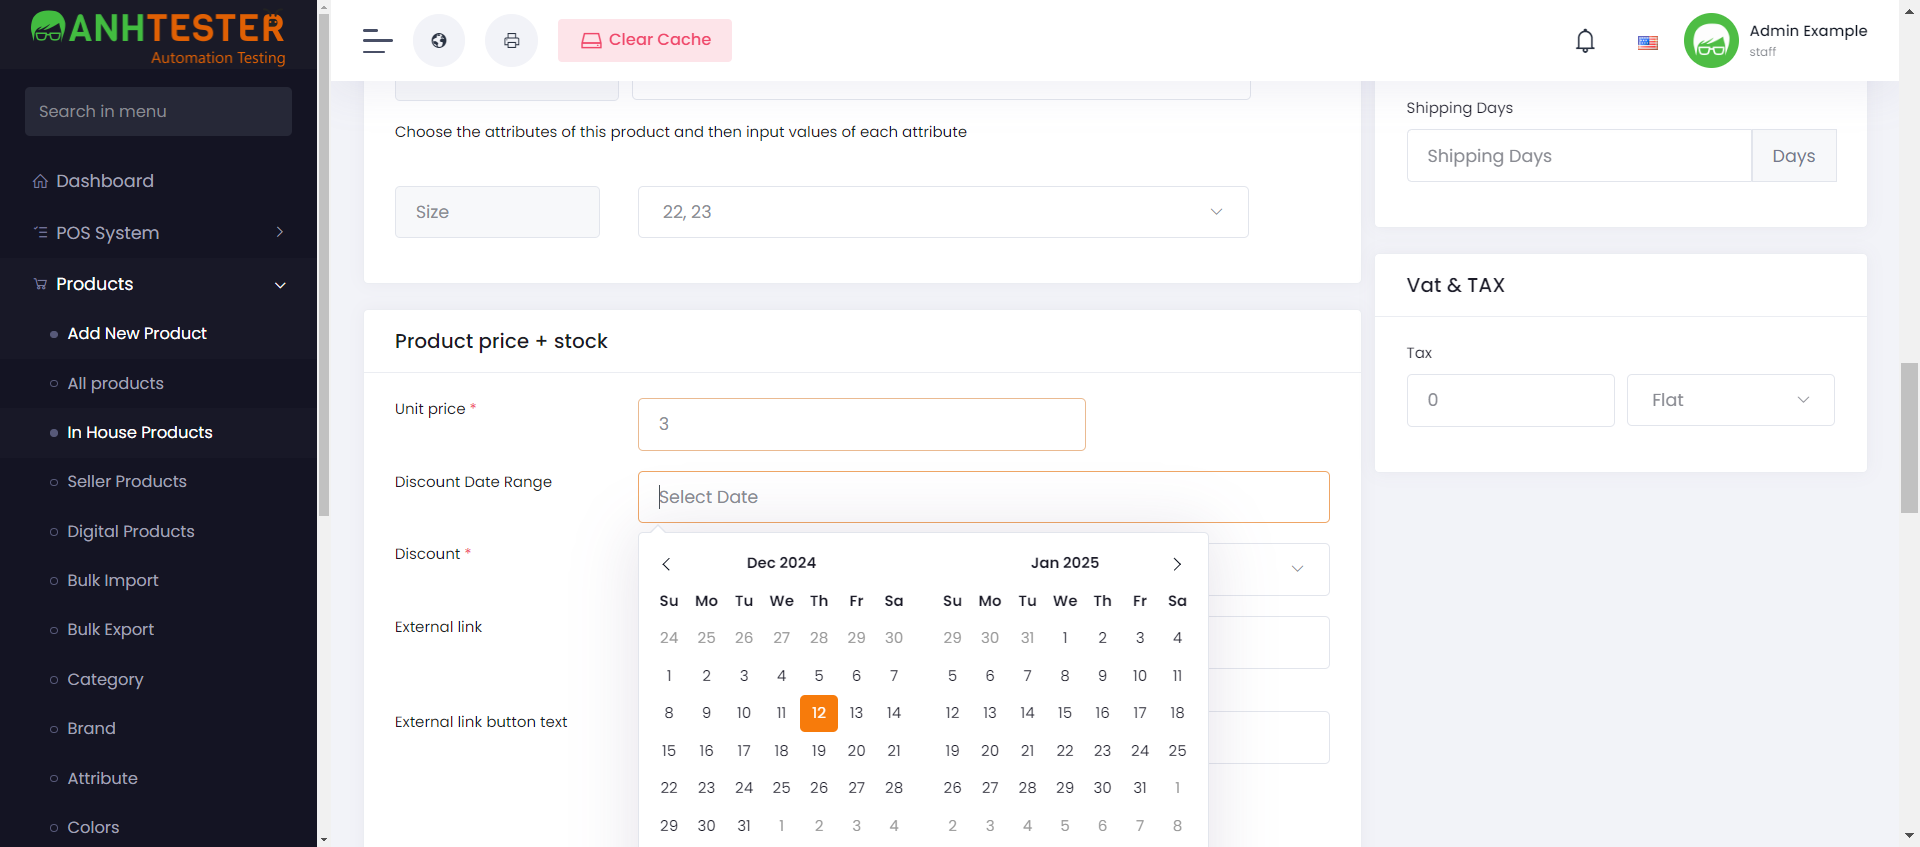 ANHTESTER
Automation Testing
Search in menu
Dashboard
POS System
Products
Add New Product
All products
In House Products
Seller Products
Digital Products
Bulk Import
Bulk Export
Category
Brand
Attribute
Colors
Clear Cache
Admin Example
staff
Choose the attributes of this product and then input values of each attribute
Size
22, 23
Product price + stock
Unit price *
3
Discount Date Range
Select Date
Discount *
External link
External link button text
Dec 2024
Su Mo Tu We Th Fr Sa
24 25 26 27 28 29 30
1 2 3 4 5 6 7
8 9 10 11 12 13 14
15 16 17 18 19 20 21
22 23 24 25 26 27 28
29 30 31 1 2 3 4
Jan 2025
Su Mo Tu We Th Fr Sa
29 30 31 1 2 3 4
5 6 7 8 9 10 11
12 13 14 15 16 17 18
19 20 21 22 23 24 25
26 27 28 29 30 31 1
2 3 4 5 6 7 8
Shipping Days
Shipping Days
Days
Vat & TAX
Tax
0
Flat